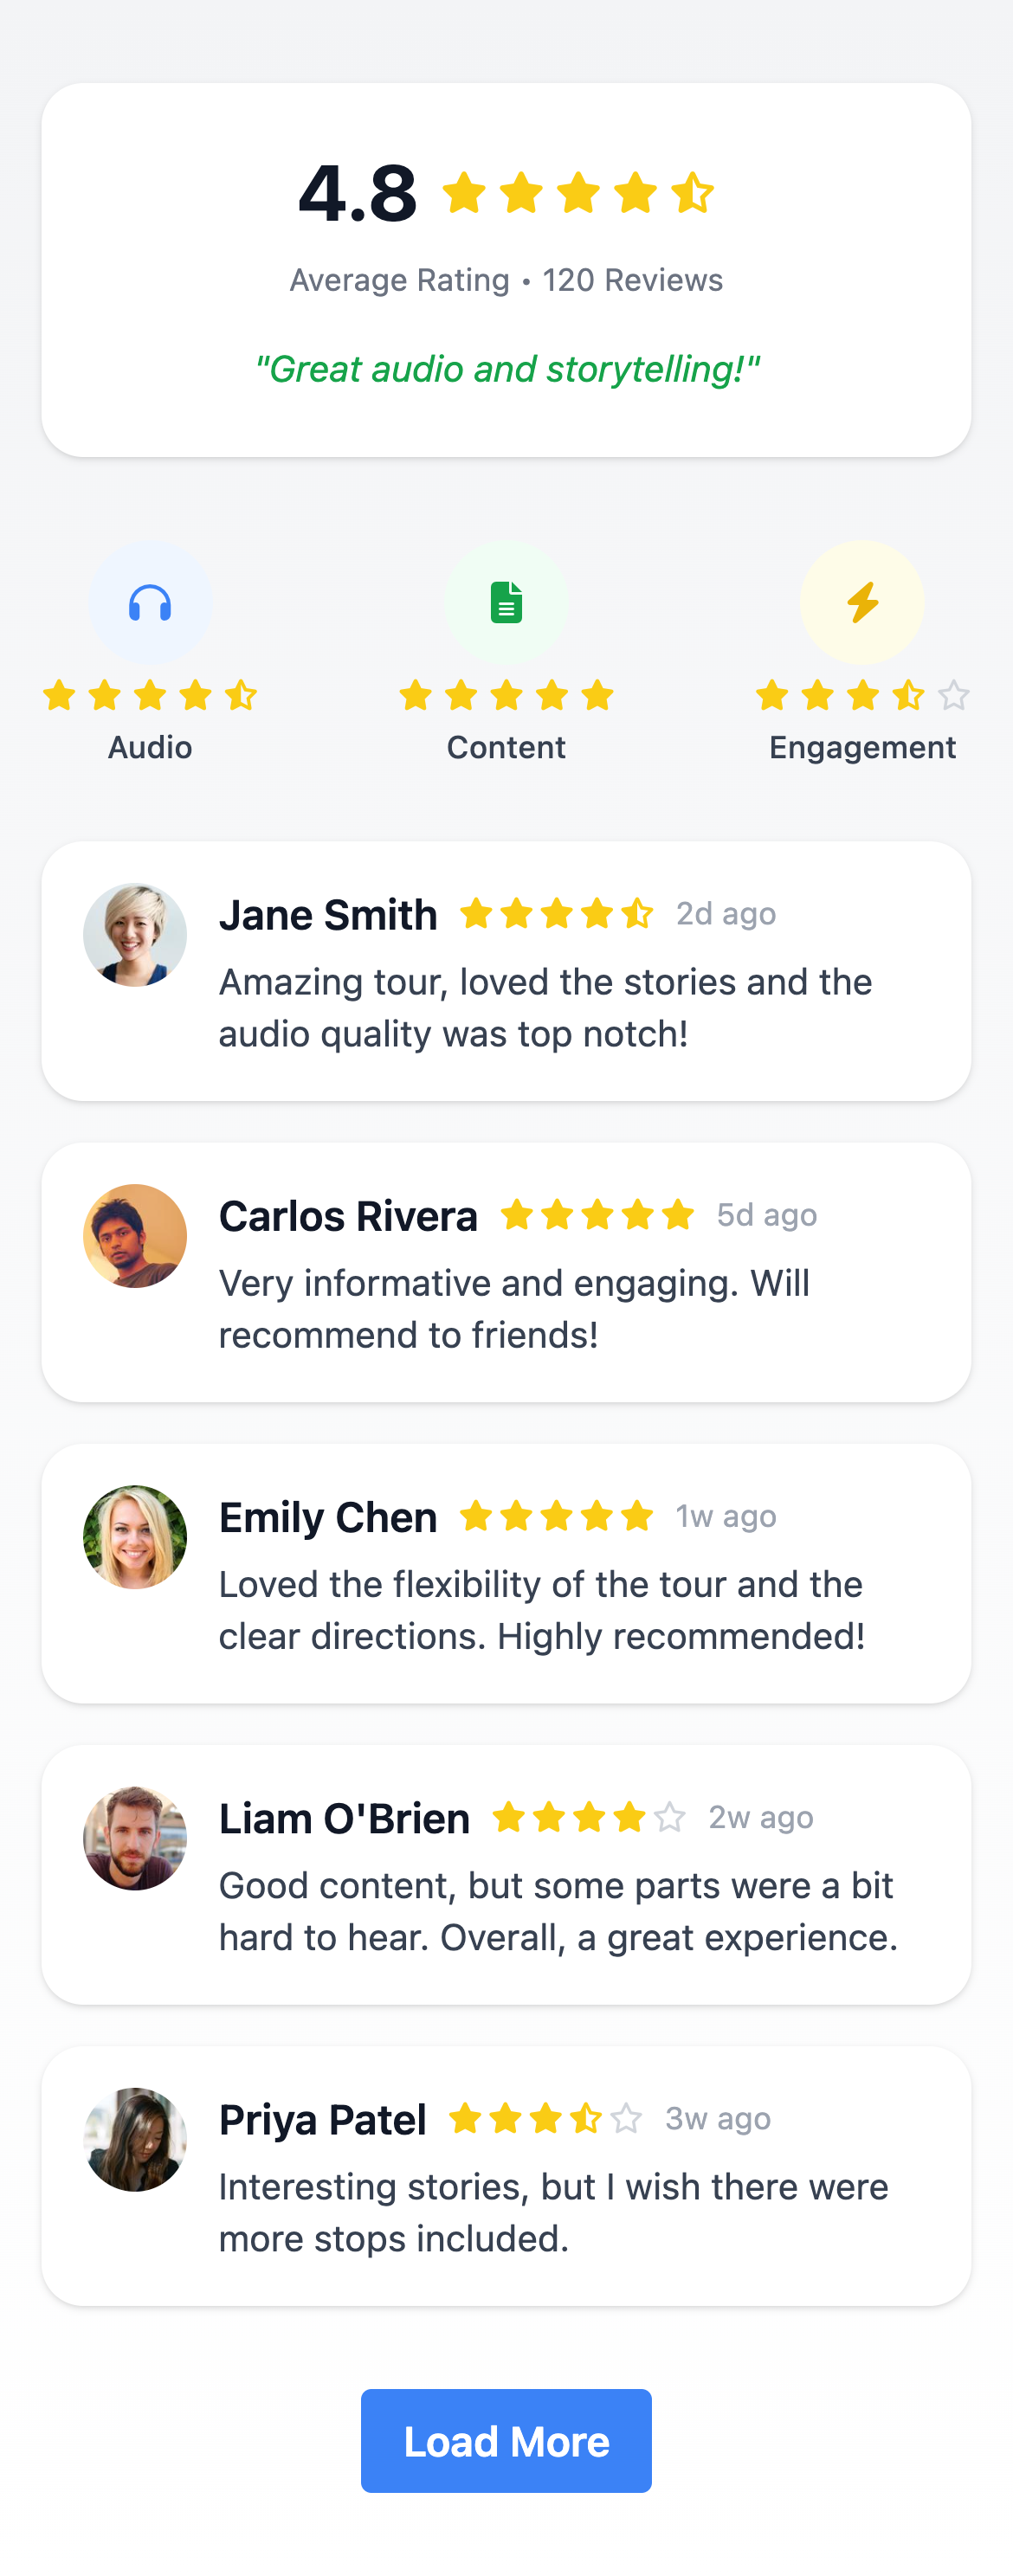 4.8
Average Rating • 120 Reviews
"Great audio and storytelling!"
Audio
Content
Engagement
Jane Smith 2d ago
Amazing tour, loved the stories and the
audio quality was top notch!
Carlos Rivera 5d ago
Very informative and engaging. Will
recommend to friends!
Emily Chen 1w ago
Loved the flexibility of the tour and the
clear directions. Highly recommended!
Liam O'Brien 2w ago
Good content, but some parts were a bit
hard to hear. Overall, a great experience.
Priya Patel 3w ago
Interesting stories, but I wish there were
more stops included.
Load More